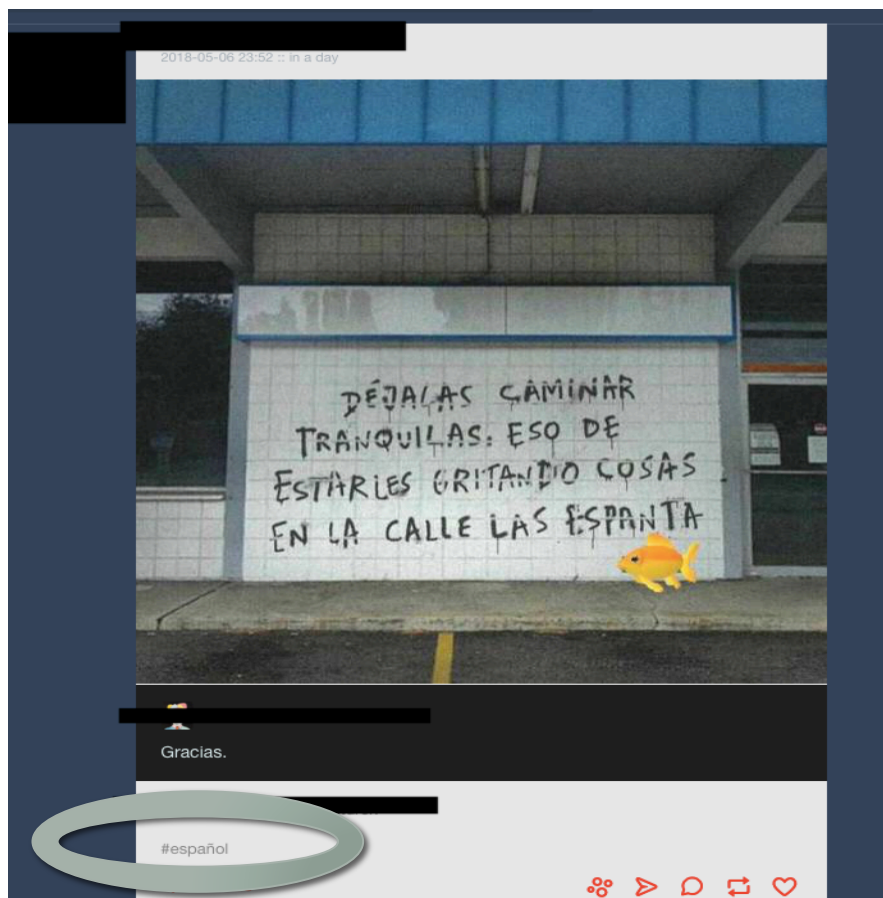 2018-05-06 23:52 :: in a day
DÉJALAS CAMINAR
TRANQUILAS. ESO DE
ESTARLES GRITANDO COSAS
EN LA CALLE LAS ESPANTA
Gracias.
#español